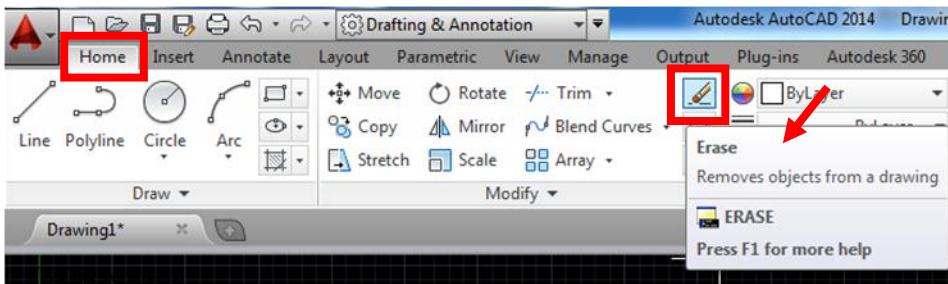 Drafting & Annotation Autodesk AutoCAD 2014 Drawin
Home Insert Annotate Layout Parametric View Manage Output Plug-ins Autodesk 360
Move Rotate Trim ByLayer
Line Polyline Circle Arc Copy Mirror Blend Curves ByLayer
Stretch Scale Array
Draw Modify
Erase
Removes objects from a drawing
ERASE
Press F1 for more help
Drawing1*